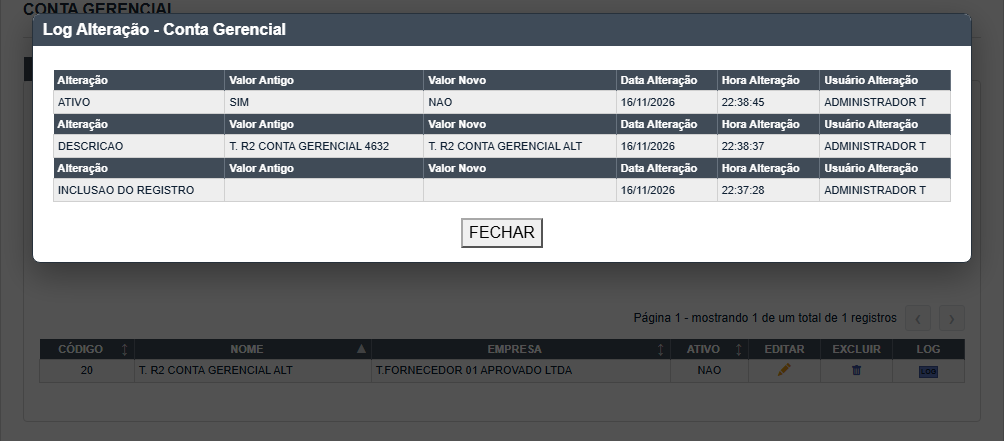 CONTA GERENCIAL
Log Alteração - Conta Gerencial
Alteração Valor Antigo Valor Novo Data Alteração Hora Alteração Usuário Alteração
ATIVO SIM NAO 16/11/2026 22:38:45 ADMINISTRADOR T
Alteração Valor Antigo Valor Novo Data Alteração Hora Alteração Usuário Alteração
DESCRICAO T. R2 CONTA GERENCIAL 4632 T. R2 CONTA GERENCIAL ALT 16/11/2026 22:38:37 ADMINISTRADOR T
Alteração Valor Antigo Valor Novo Data Alteração Hora Alteração Usuário Alteração
INCLUSAO DO REGISTRO 16/11/2026 22:37:28 ADMINISTRADOR T
FECHAR
Página 1 - mostrando 1 de um total de 1 registros
CÓDIGO NOME EMPRESA ATIVO EDITAR EXCLUIR LOG
20 T. R2 CONTA GERENCIAL ALT T.FORNECEDOR 01 APROVADO LTDA NAO LOG